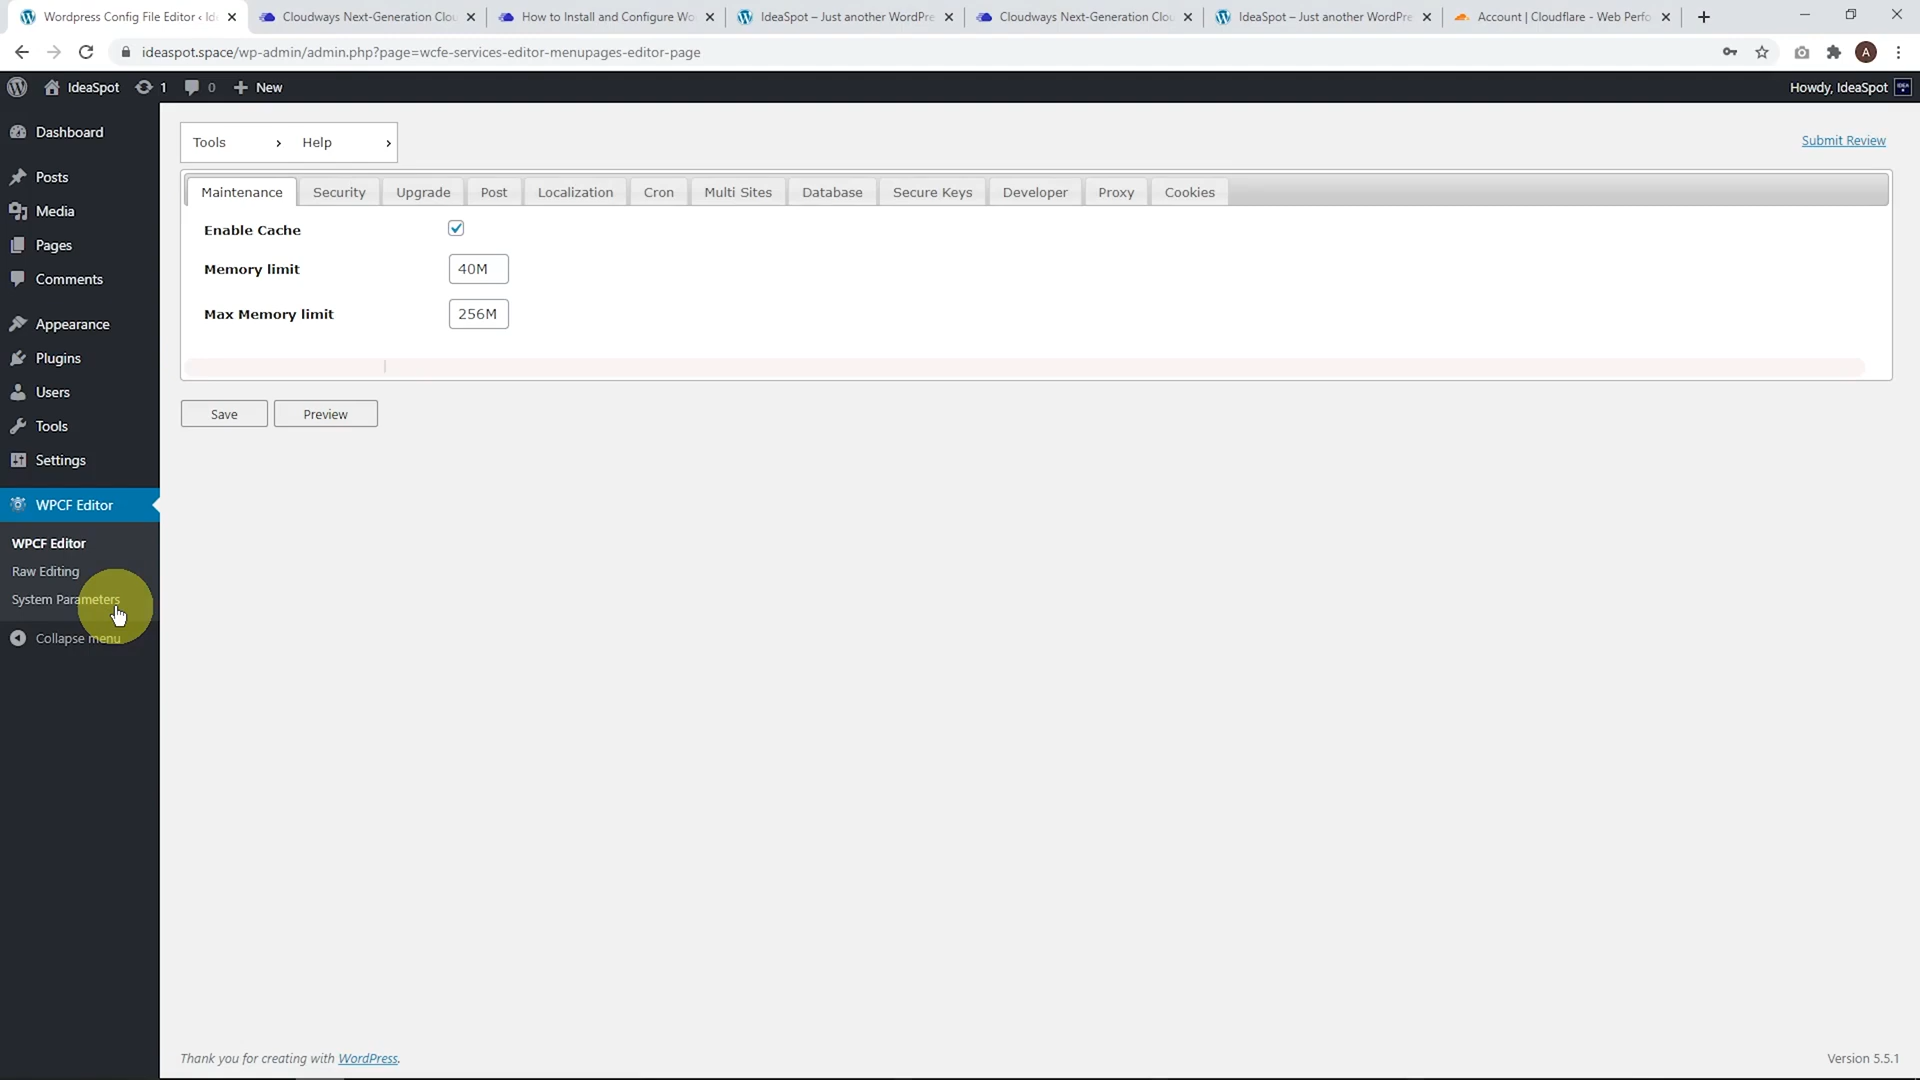 Wordpress Config File Editor ‹ Id
Cloudways Next-Generation Clou
How to Install and Configure Wo
IdeaSpot – Just another WordPre
Cloudways Next-Generation Clou
IdeaSpot – Just another WordPre
Account | Cloudflare - Web Perfo
ideaspot.space/wp-admin/admin.php?page=wcfe-services-editor-menupages-editor-page
A
IdeaSpot 1 0 New
Howdy, IdeaSpot
Dashboard
Posts
Media
Pages
Comments
Appearance
Plugins
Users
Tools
Settings
WPCF Editor
WPCF Editor
Raw Editing
System Parameters
Collapse menu
Tools Help
Submit Review
Maintenance Security Upgrade Post Localization Cron Multi Sites Database Secure Keys Developer Proxy Cookies
Enable Cache
Memory limit 40M
Max Memory limit 256M
Save Preview
Thank you for creating with WordPress.
Version 5.5.1